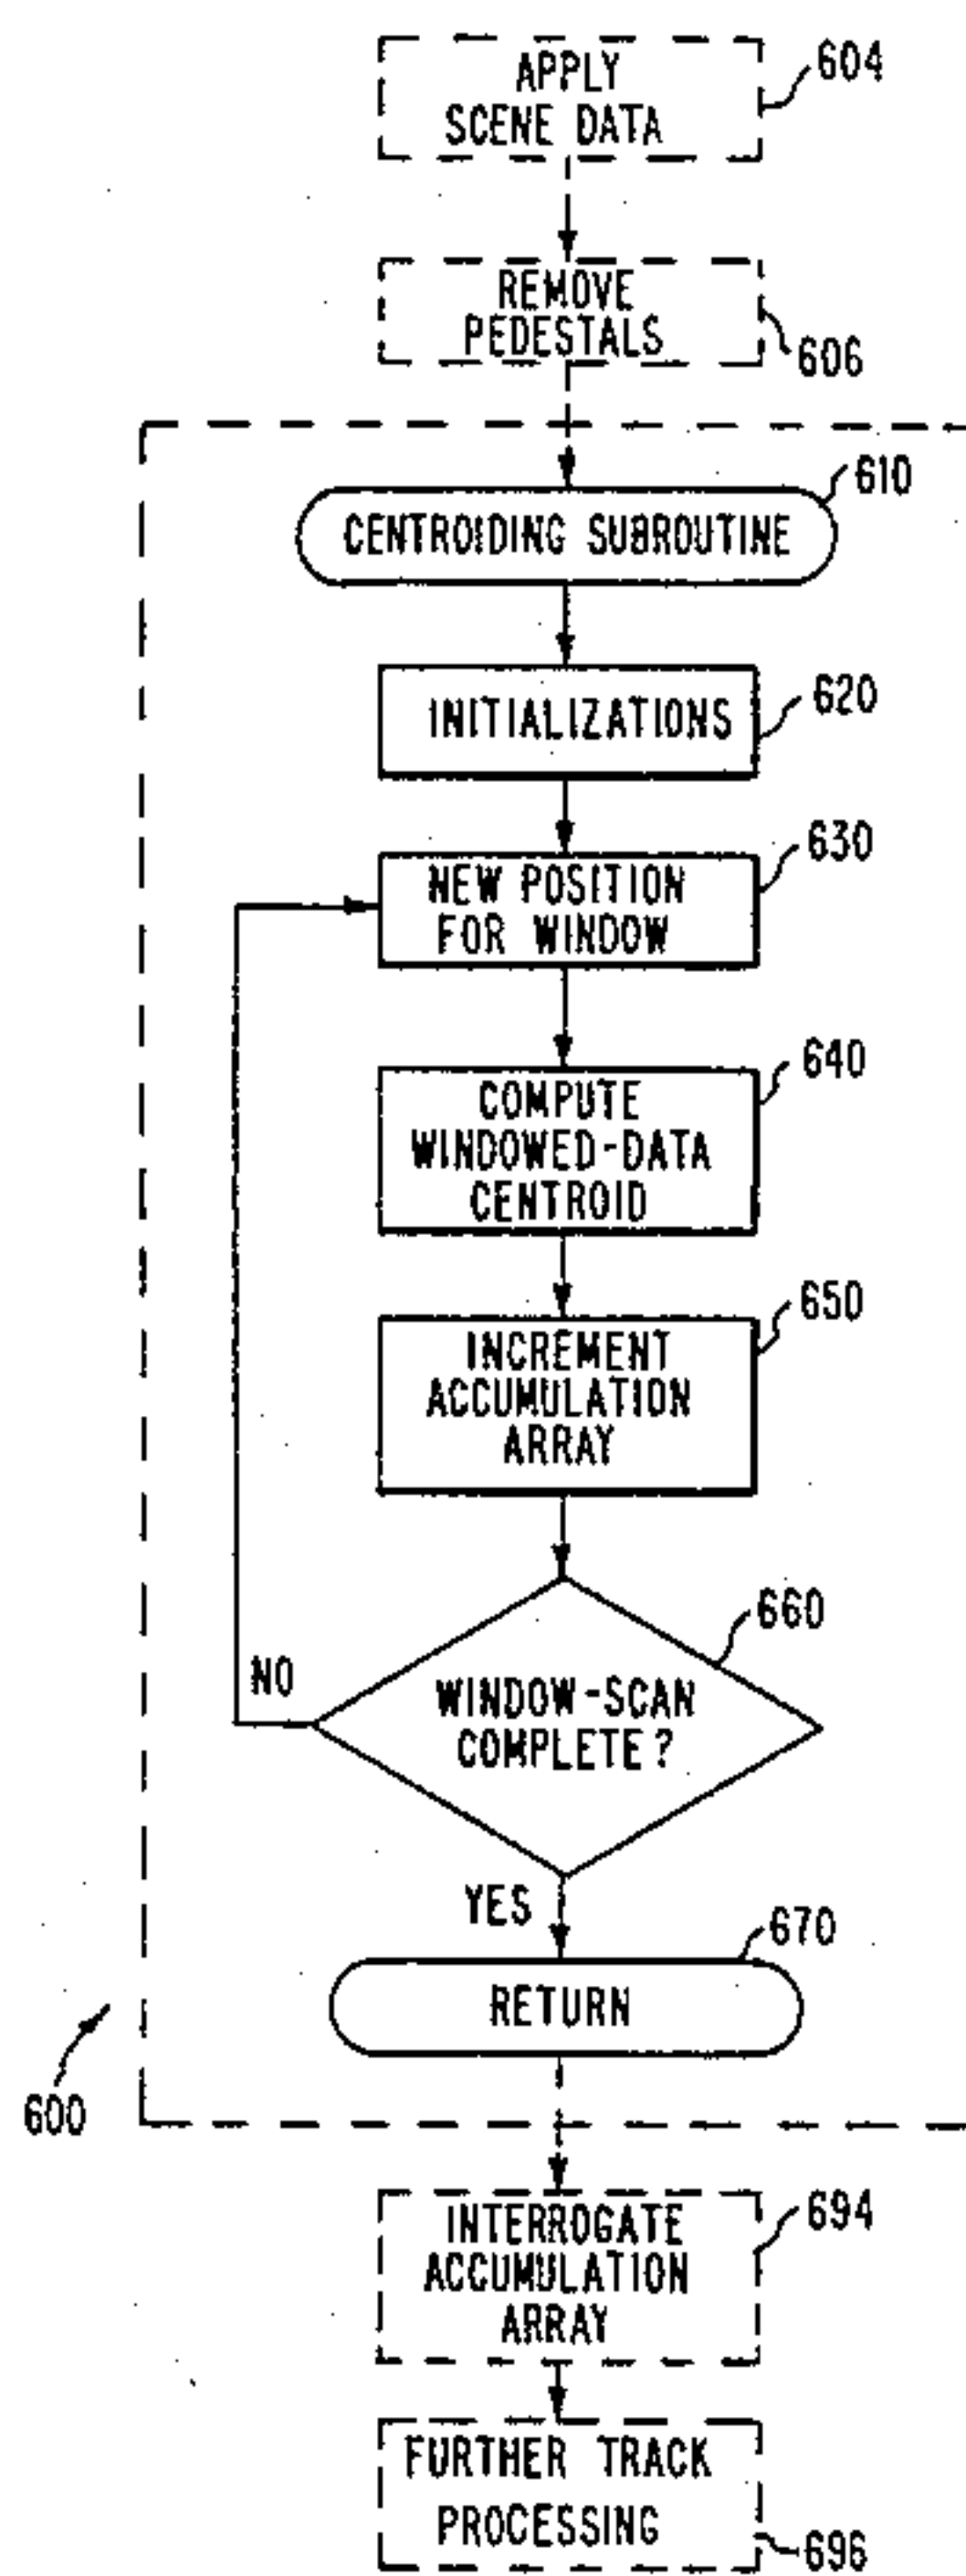 APPLY
SCENE DATA
604
REMOVE
PEDESTALS
606
610
CENTROIDING SUBROUTINE
INITIALIZATIONS
620
630
NEW POSITION
FOR WINDOW
640
COMPUTE
WINDOWED-DATA
CENTROID
650
INCREMENT
ACCUMULATION
ARRAY
660
NO
WINDOW-SCAN
COMPLETE?
YES
670
RETURN
600
694
INTERROGATE
ACCUMULATION
ARRAY
FURTHER TRACK
PROCESSING
696